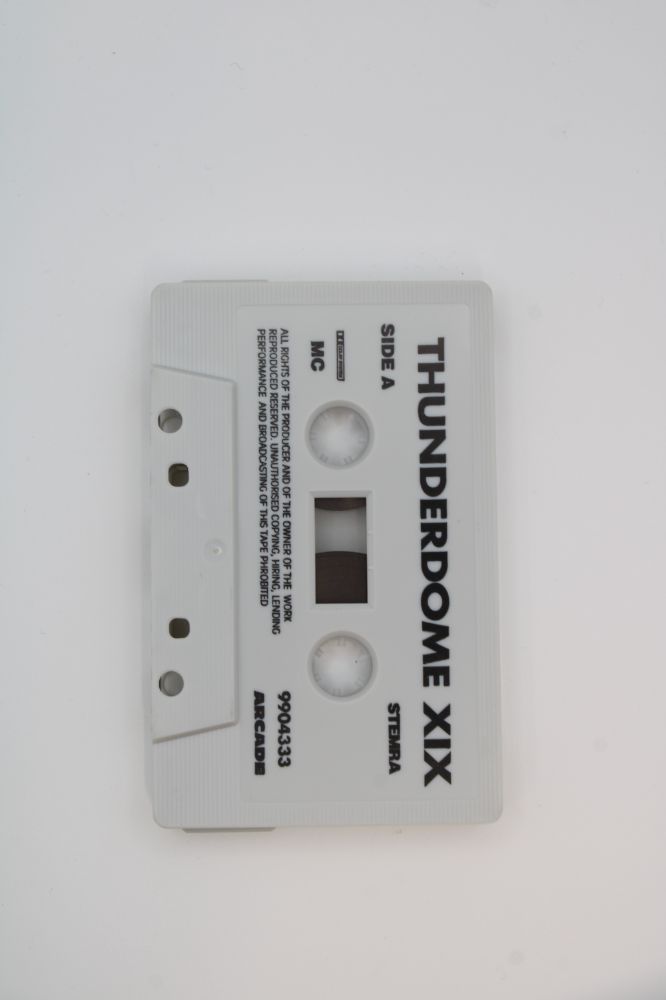 THUNDERDOME XIX
SIDE A
STEMRA
MC
ALL RIGHTS OF THE PRODUCER AND OF THE OWNER OF THE WORK
REPRODUCED RESERVED. UNAUTHORISED COPYING, HIRING, LENDING
PERFORMANCE AND BROADCASTING OF THIS TAPE PHROBITED
9904333
ARCADE